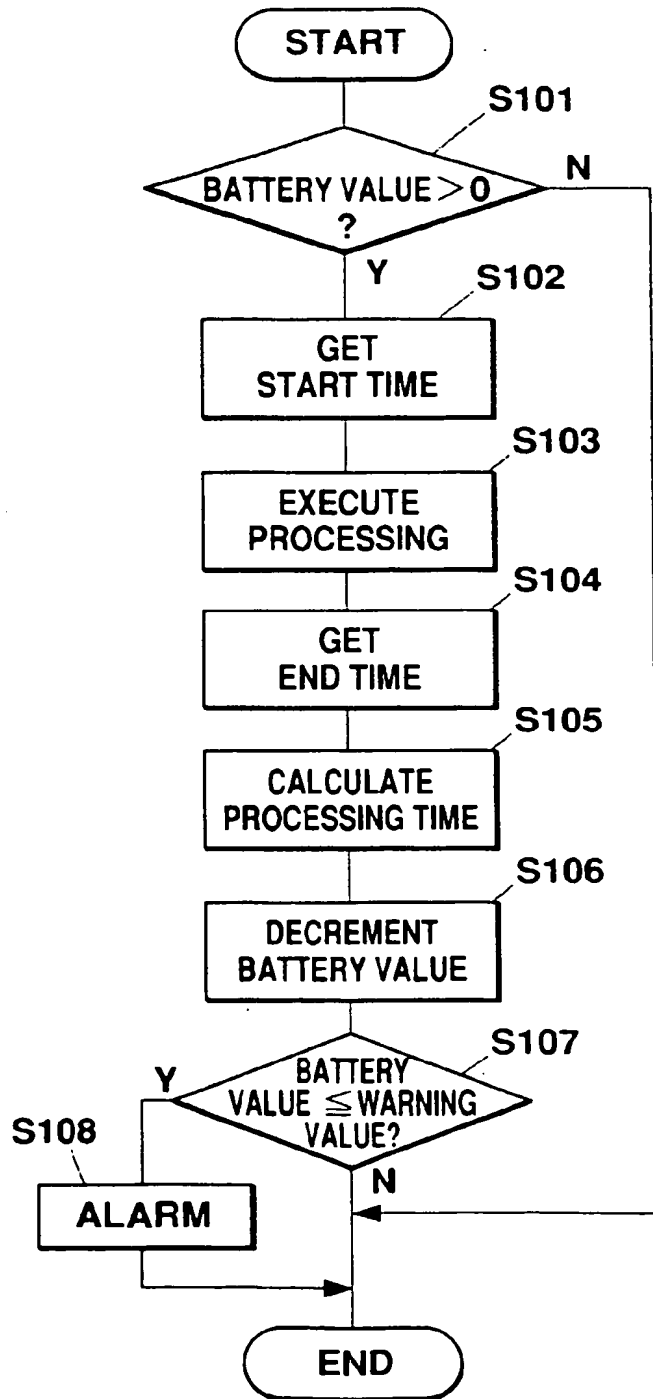 START
S101
BATTERY VALUE > 0
?
N
Y
S102
GET
START TIME
S103
EXECUTE
PROCESSING
S104
GET
END TIME
S105
CALCULATE
PROCESSING TIME
S106
DECREMENT
BATTERY VALUE
S107
BATTERY
VALUE ≦ WARNING
VALUE?
Y
S108
N
ALARM
END